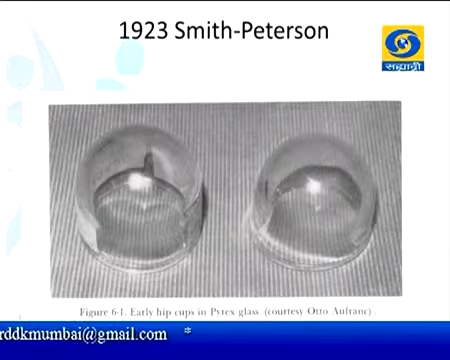 1923 Smith-Peterson
सह्याद्री
Figure 6-1. Early hip cups in Pyrex glass (courtesy Otto Aufranc).
rddkmumbai@gmail.com *